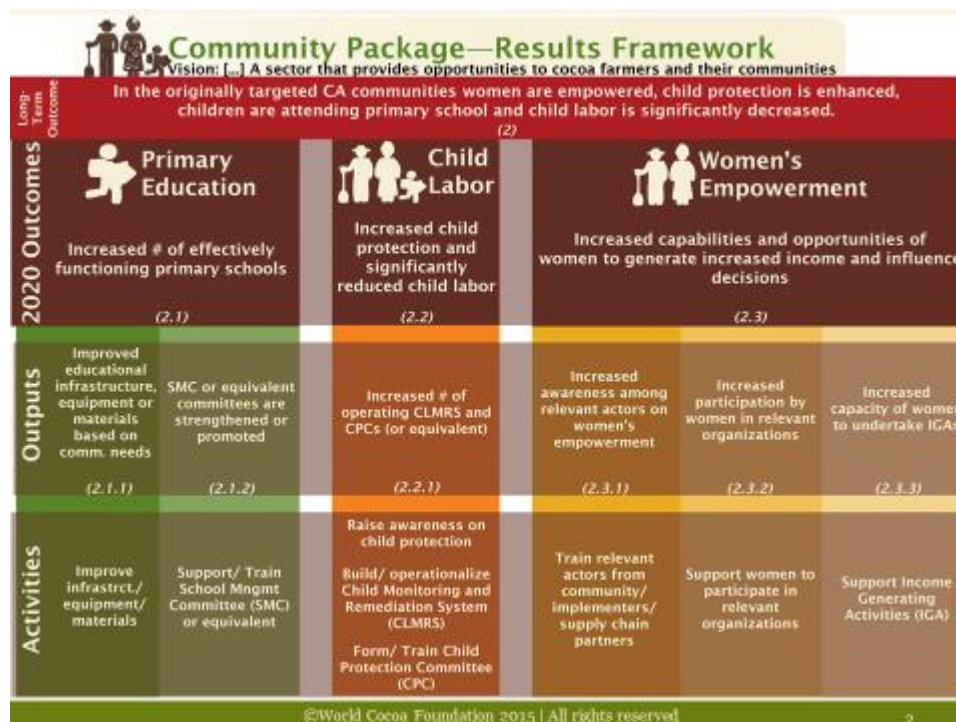 Community Package—Results Framework
Vision: [...] A sector that provides opportunities to cocoa farmers and their communities
Long-
Term
Outcome
In the originally targeted CA communities women are empowered, child protection is enhanced,
children are attending primary school and child labor is significantly decreased.
(2)
2020 Outcomes
Primary
Education
Increased # of effectively
functioning primary schools
(2.1)
Child
Labor
Increased child
protection and
significantly
reduced child labor
(2.2)
Women's
Empowerment
Increased capabilities and opportunities of
women to generate increased income and influence
decisions
(2.3)
Outputs
Improved
educational
infrastructure,
equipment or
materials
based on
comm. needs
(2.1.1)
SMC or equivalent
committees are
strengthened or
promoted
(2.1.2)
Increased # of
operating CLMRS and
CPCs (or equivalent)
(2.2.1)
Increased
awareness among
relevant actors on
women's
empowerment
(2.3.1)
Increased
participation by
women in relevant
organizations
(2.3.2)
Increased
capacity of women
to undertake IGAs
(2.3.3)
Activities
Improve
infrastrct./
equipment/
materials
Support/ Train
School Mngmt
Committee (SMC)
or equivalent
Raise awareness on
child protection
Build/ operationalize
Child Monitoring and
Remediation System
(CLMRS)
Form/ Train Child
Protection Committee
(CPC)
Train relevant
actors from
community/
implementers/
supply chain
partners
Support women to
participate in
relevant
organizations
Support Income
Generating
Activities (IGA)
©World Cocoa Foundation 2015 | All rights reserved
2